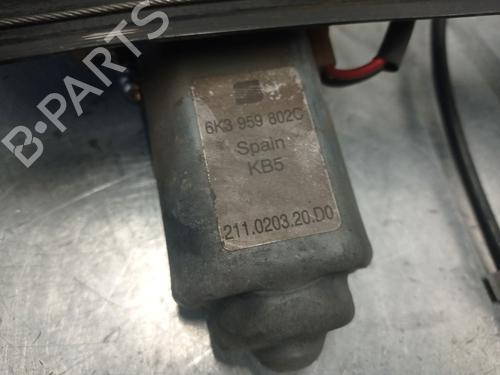 B-PARTS
6K3 959 802C
Spain
KB5
211.0203.20.D0